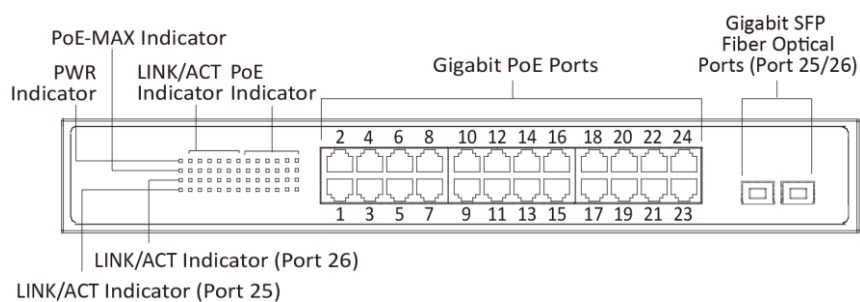 PoE-MAX Indicator
PWR
Indicator
LINK/ACT
Indicator
PoE
Indicator
Gigabit PoE Ports
Gigabit SFP
Fiber Optical
Ports (Port 25/26)
2 4 6 8 10 12 14 16 18 20 22 24
1 3 5 7 9 11 13 15 17 19 21 23
LINK/ACT Indicator (Port 26)
LINK/ACT Indicator (Port 25)